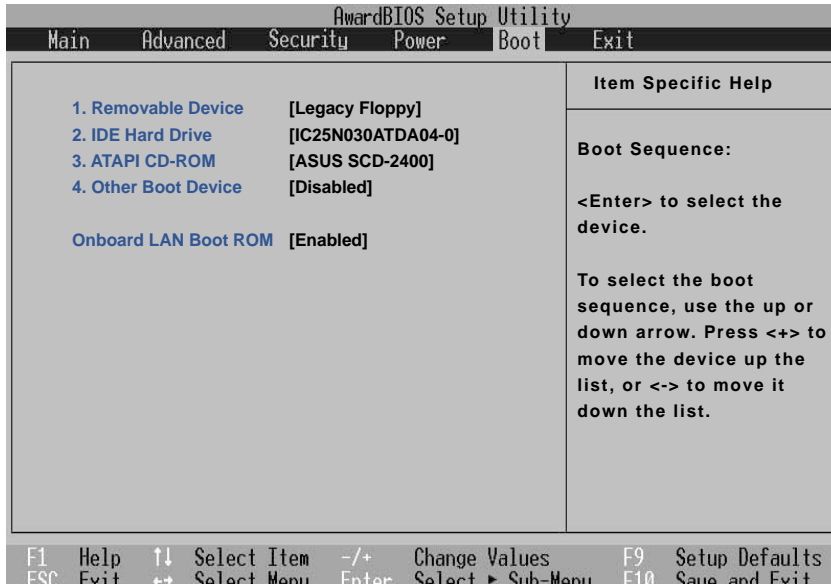 AwardBIOS Setup Utility
Main Advanced Security Power Boot Exit
1. Removable Device [Legacy Floppy]
2. IDE Hard Drive [IC25N030ATDA04-0]
3. ATAPI CD-ROM [ASUS SCD-2400]
4. Other Boot Device [Disabled]
Onboard LAN Boot ROM [Enabled]
Item Specific Help
Boot Sequence:
<Enter> to select the
device.
To select the boot
sequence, use the up or
down arrow. Press <+> to
move the device up the
list, or <-> to move it
down the list.
F1 Help ↑↓ Select Item -/+ Change Values F9 Setup Defaults
ESC Exit ←→ Select Menu Enter Select ▶ Sub-Menu F10 Save and Exit